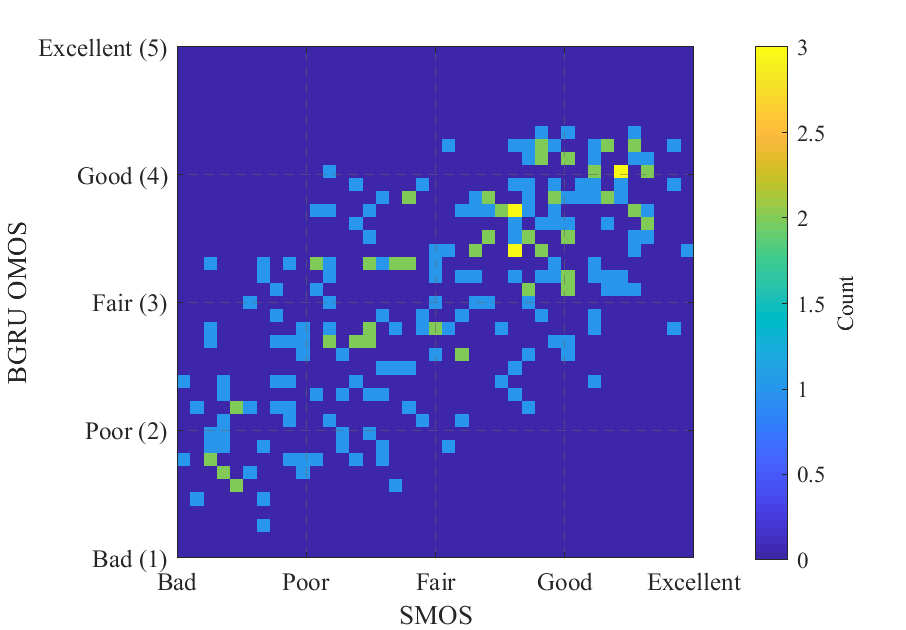 Excellent (5)
Good (4)
Fair (3)
Poor (2)
Bad (1)
BGRU OMOS
Bad
Poor
Fair
Good
Excellent
SMOS
3
2.5
2
1.5
1
0.5
0
Count